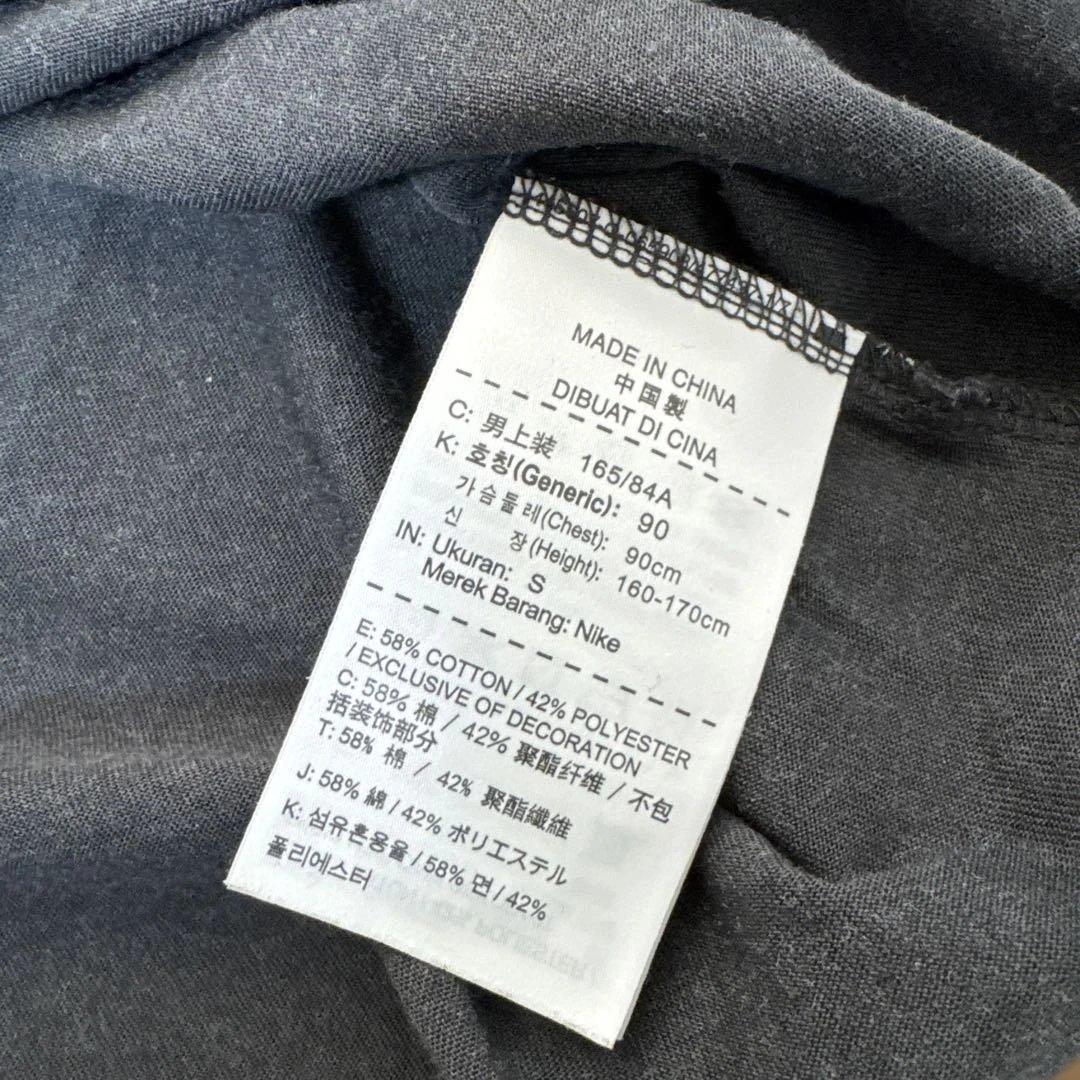 MADE IN CHINA
中国製
DIBUAT DI CINA
C: 男上装 165/84A
K: 호칭(Generic): 90
가슴둘레(Chest): 90cm
신 장(Height): 160-170cm
IN: Ukuran: S
Merek Barang: Nike
E: 58% COTTON / 42% POLYESTER
/ EXCLUSIVE OF DECORATION
C: 58% 棉 / 42% 聚酯纤维 / 不包
括装饰部分
T: 58% 棉 / 42% 聚酯纖維
J: 58% 綿 / 42% ポリエステル
K: 섬유혼용율 / 58% 면 / 42%
폴리에스터